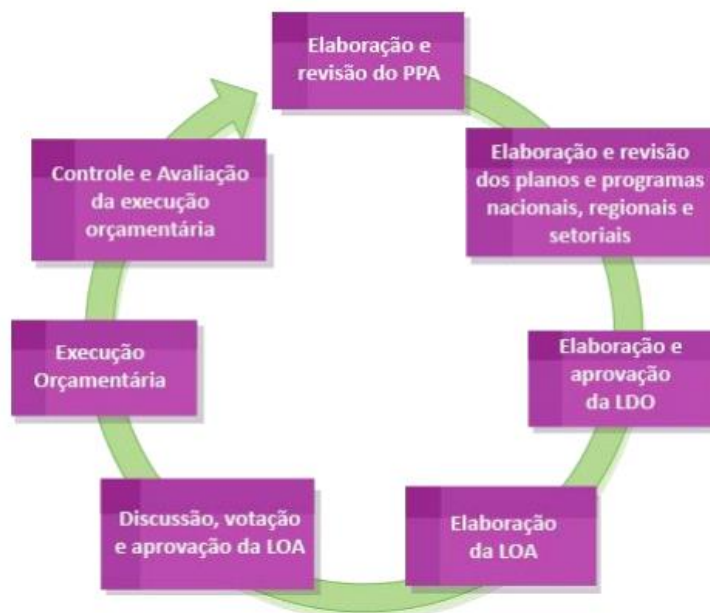 Elaboração e
revisão do PPA
Elaboração e revisão
dos planos e programas
nacionais, regionais e
setoriais
Elaboração e
aprovação
da LDO
Elaboração
da LOA
Discussão, votação
e aprovação da LOA
Execução
Orçamentária
Controle e Avaliação
da execução
orçamentária